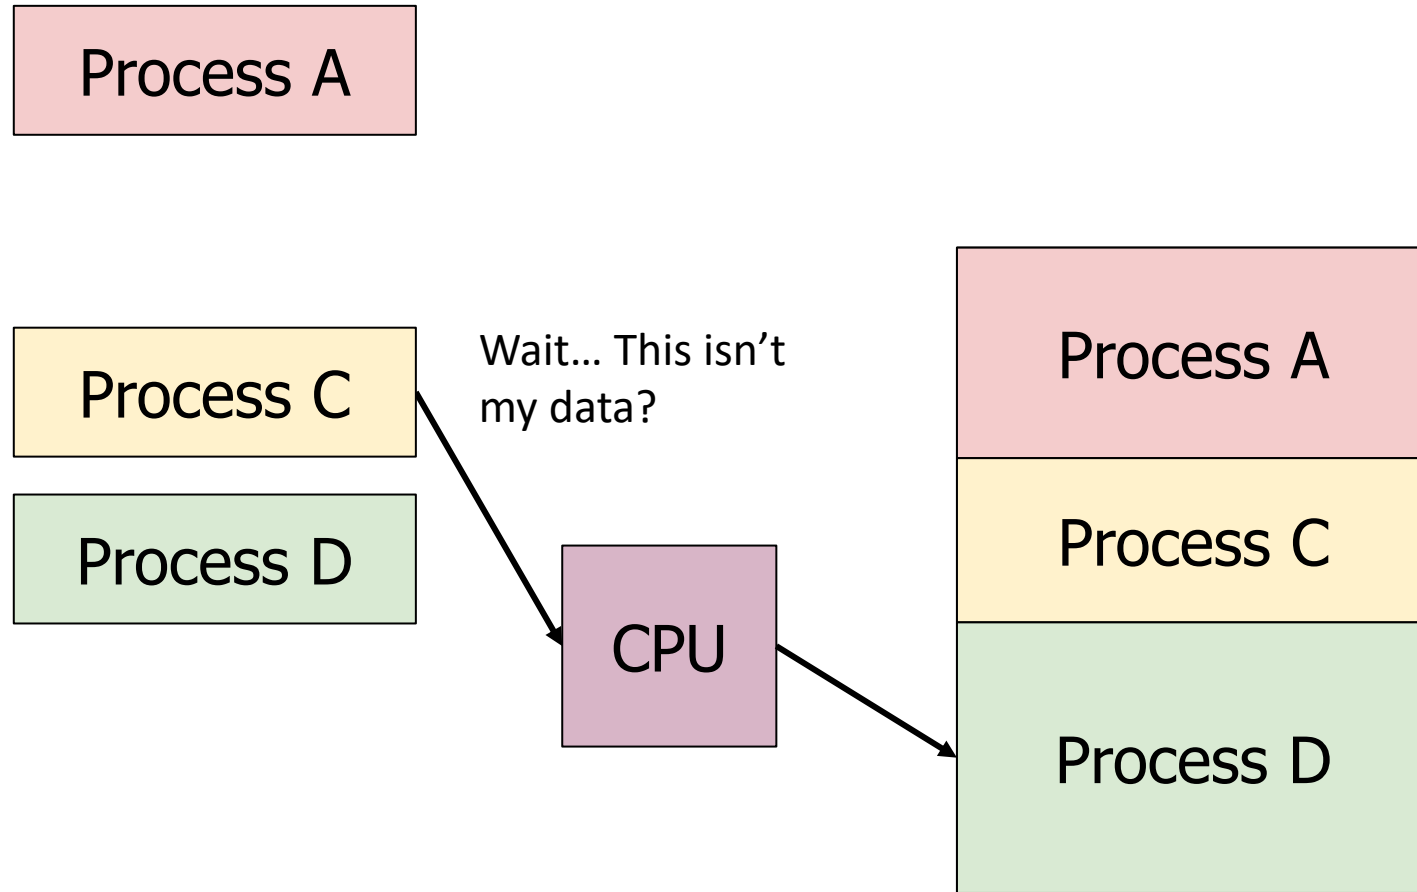 Process A
Process C
Process D
Wait... This isn’t
my data?
CPU
Process A
Process C
Process D